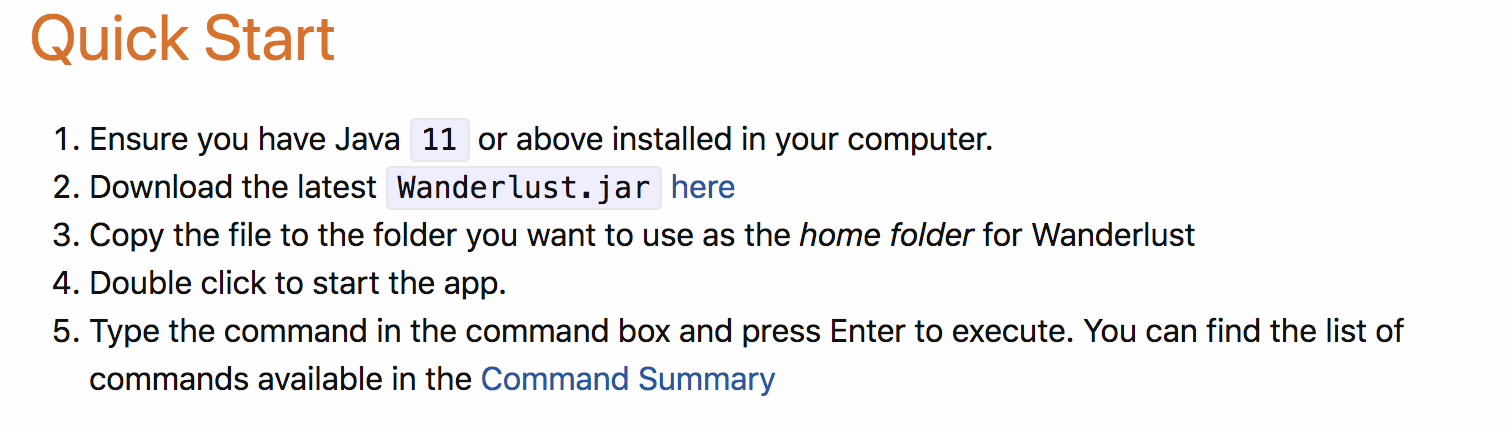 Quick Start
1. Ensure you have Java 11 or above installed in your computer.
2. Download the latest Wanderlust.jar here
3. Copy the file to the folder you want to use as the home folder for Wanderlust
4. Double click to start the app.
5. Type the command in the command box and press Enter to execute. You can find the list of
commands available in the Command Summary